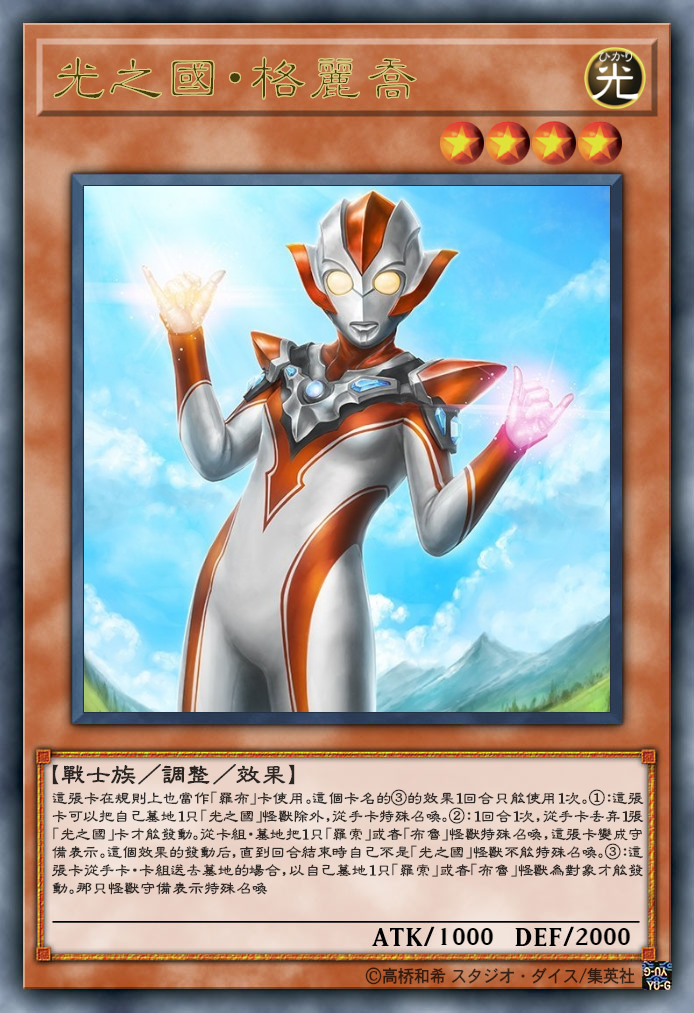 光之國・格麗喬
ひかり
光
【戰士族／調整／效果】
這張卡在規則上也當作「羅布」卡使用。這個卡名的③的效果1回合只能使用1次。①:這張
卡可以把自己墓地1只「光之國」怪獸除外,從手卡特殊召喚。②:1回合1次,從手卡丟弃1張
「光之國」卡才能發動。從卡組・墓地把1只「羅索」或者「布魯」怪獸特殊召喚,這張卡變成守
備表示。這個效果的發動后,直到回合結束時自己不是「光之國」怪獸不能特殊召喚。③:這
張卡從手卡・卡組送去墓地的場合,以自己墓地1只「羅索」或者「布魯」怪獸為對象才能發
動。那只怪獸守備表示特殊召喚
ATK/1000 DEF/2000
©高桥和希 スタジオ・ダイス/集英社
YU-G
YU-G